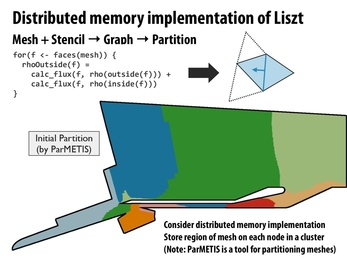 Distributed memory implementation of Liszt
Mesh + Stencil → Graph → Partition
for(f <- faces(mesh)) {
rhoOutside(f) =
calc_flux(f, rho(outside(f))) +
calc_flux(f, rho(inside(f)))
}
Initial Partition
(by ParMETIS)
Consider distributed memory implementation
Store region of mesh on each node in a cluster
(Note: ParMETIS is a tool for partitioning meshes)